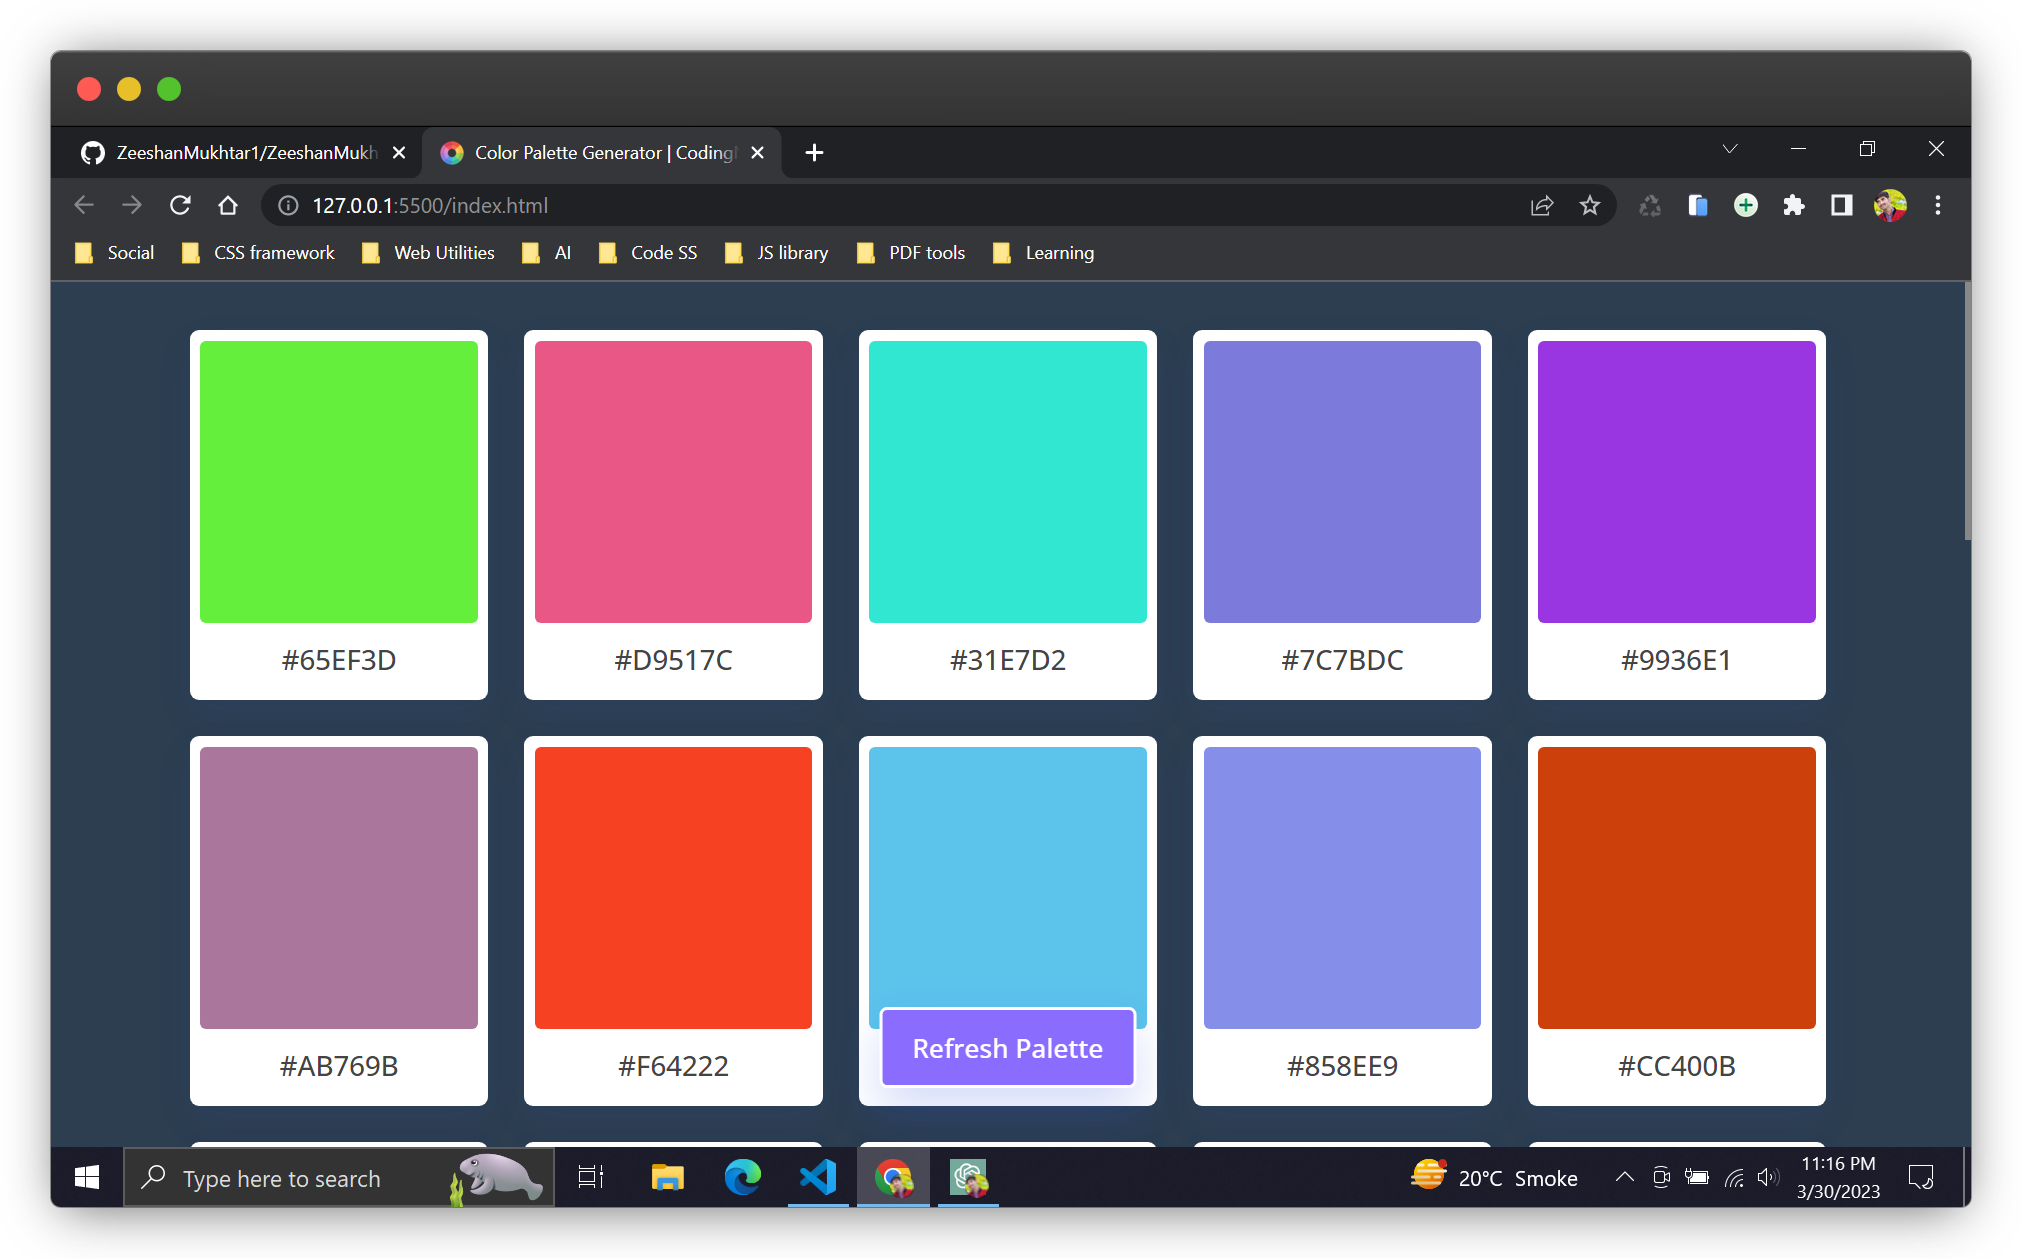 ZeeshanMukhtar1/ZeeshanMukh
Color Palette Generator | Coding
127.0.0.1:5500/index.html
Social CSS framework Web Utilities AI Code SS JS library PDF tools Learning
#65EF3D #D9517C #31E7D2 #7C7BDC #9936E1
#AB769B #F64222 #858EE9 #CC400B
Refresh Palette
Type here to search
20°C Smoke
11:16 PM
3/30/2023